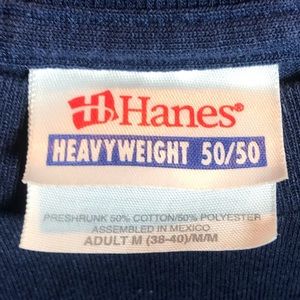 Hanes®
HEAVYWEIGHT 50/50
PRESHRUNK 50% COTTON/50% POLYESTER
ASSEMBLED IN MEXICO
ADULT M (38-40)/M/M